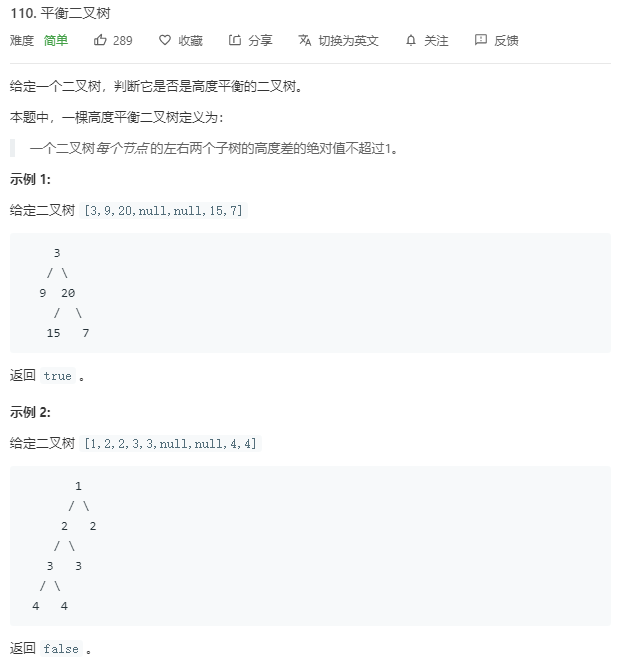 110. 平衡二叉树
难度 简单 289 收藏 分享 切换为英文 关注 反馈
给定一个二叉树，判断它是否是高度平衡的二叉树。
本题中，一棵高度平衡二叉树定义为：
一个二叉树每个节点的左右两个子树的高度差的绝对值不超过1。
示例 1:
给定二叉树 [3,9,20,null,null,15,7]
3
/ \
9 20
/ \
15 7
返回 true 。
示例 2:
给定二叉树 [1,2,2,3,3,null,null,4,4]
1
/ \
2 2
/ \
3 3
/ \
4 4
返回 false 。